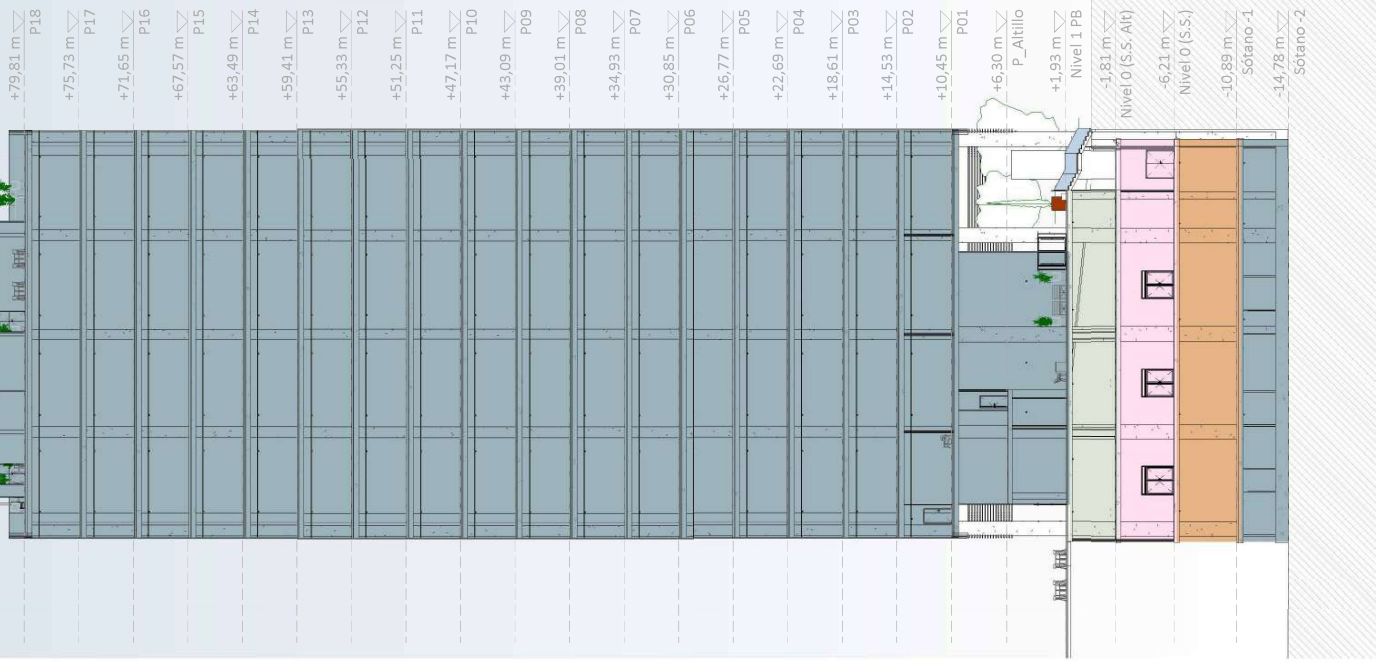 +79,81 m
P18
+75,73 m
P17
+71,65 m
P16
+67,57 m
P15
+63,49 m
P14
+59,41 m
P13
+55,33 m
P12
+51,25 m
P11
+47,17 m
P10
+43,09 m
P09
+39,01 m
P08
+34,93 m
P07
+30,85 m
P06
+26,77 m
P05
+22,69 m
P04
+18,61 m
P03
+14,53 m
P02
+10,45 m
P01
+6,30 m
P_Altillo
+1,93 m
Nivel 1 PB
-1,81 m
Nivel 0 (S.S. Alt)
-6,21 m
Nivel 0 (S.S.)
-10,89 m
Sótano -1
-14,78 m
Sótano -2